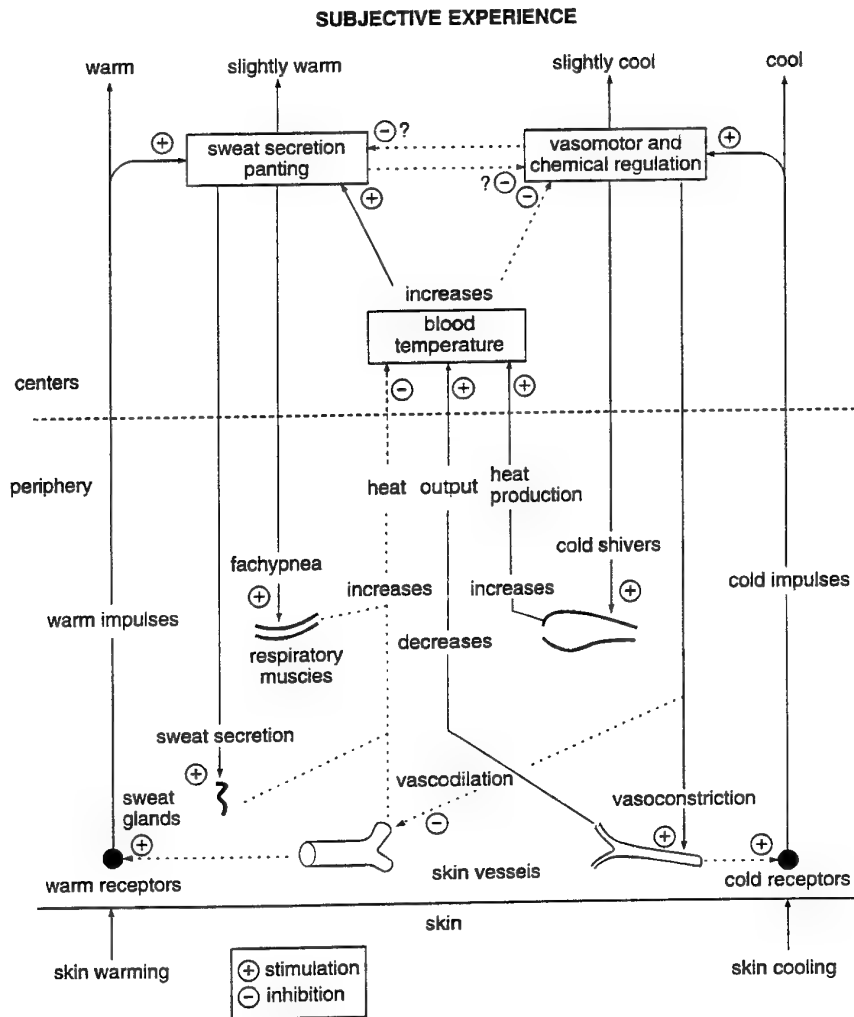 SUBJECTIVE EXPERIENCE
warm
slightly warm
slightly cool
cool
+
− ?
+
sweat secretion
panting
vasomotor and
chemical regulation
? −
−
+
increases
blood
temperature
centers
−
+
+
periphery
heat
output
heat
production
cold shivers
fachypnea
+
increases
increases
+
cold impulses
warm impulses
respiratory
muscies
decreases
sweat secretion
+
vascodilation
vasoconstriction
sweat
glands
−
+
+
+
warm receptors
skin vesseis
cold receptors
skin
skin warming
+ stimulation
− inhibition
skin cooling